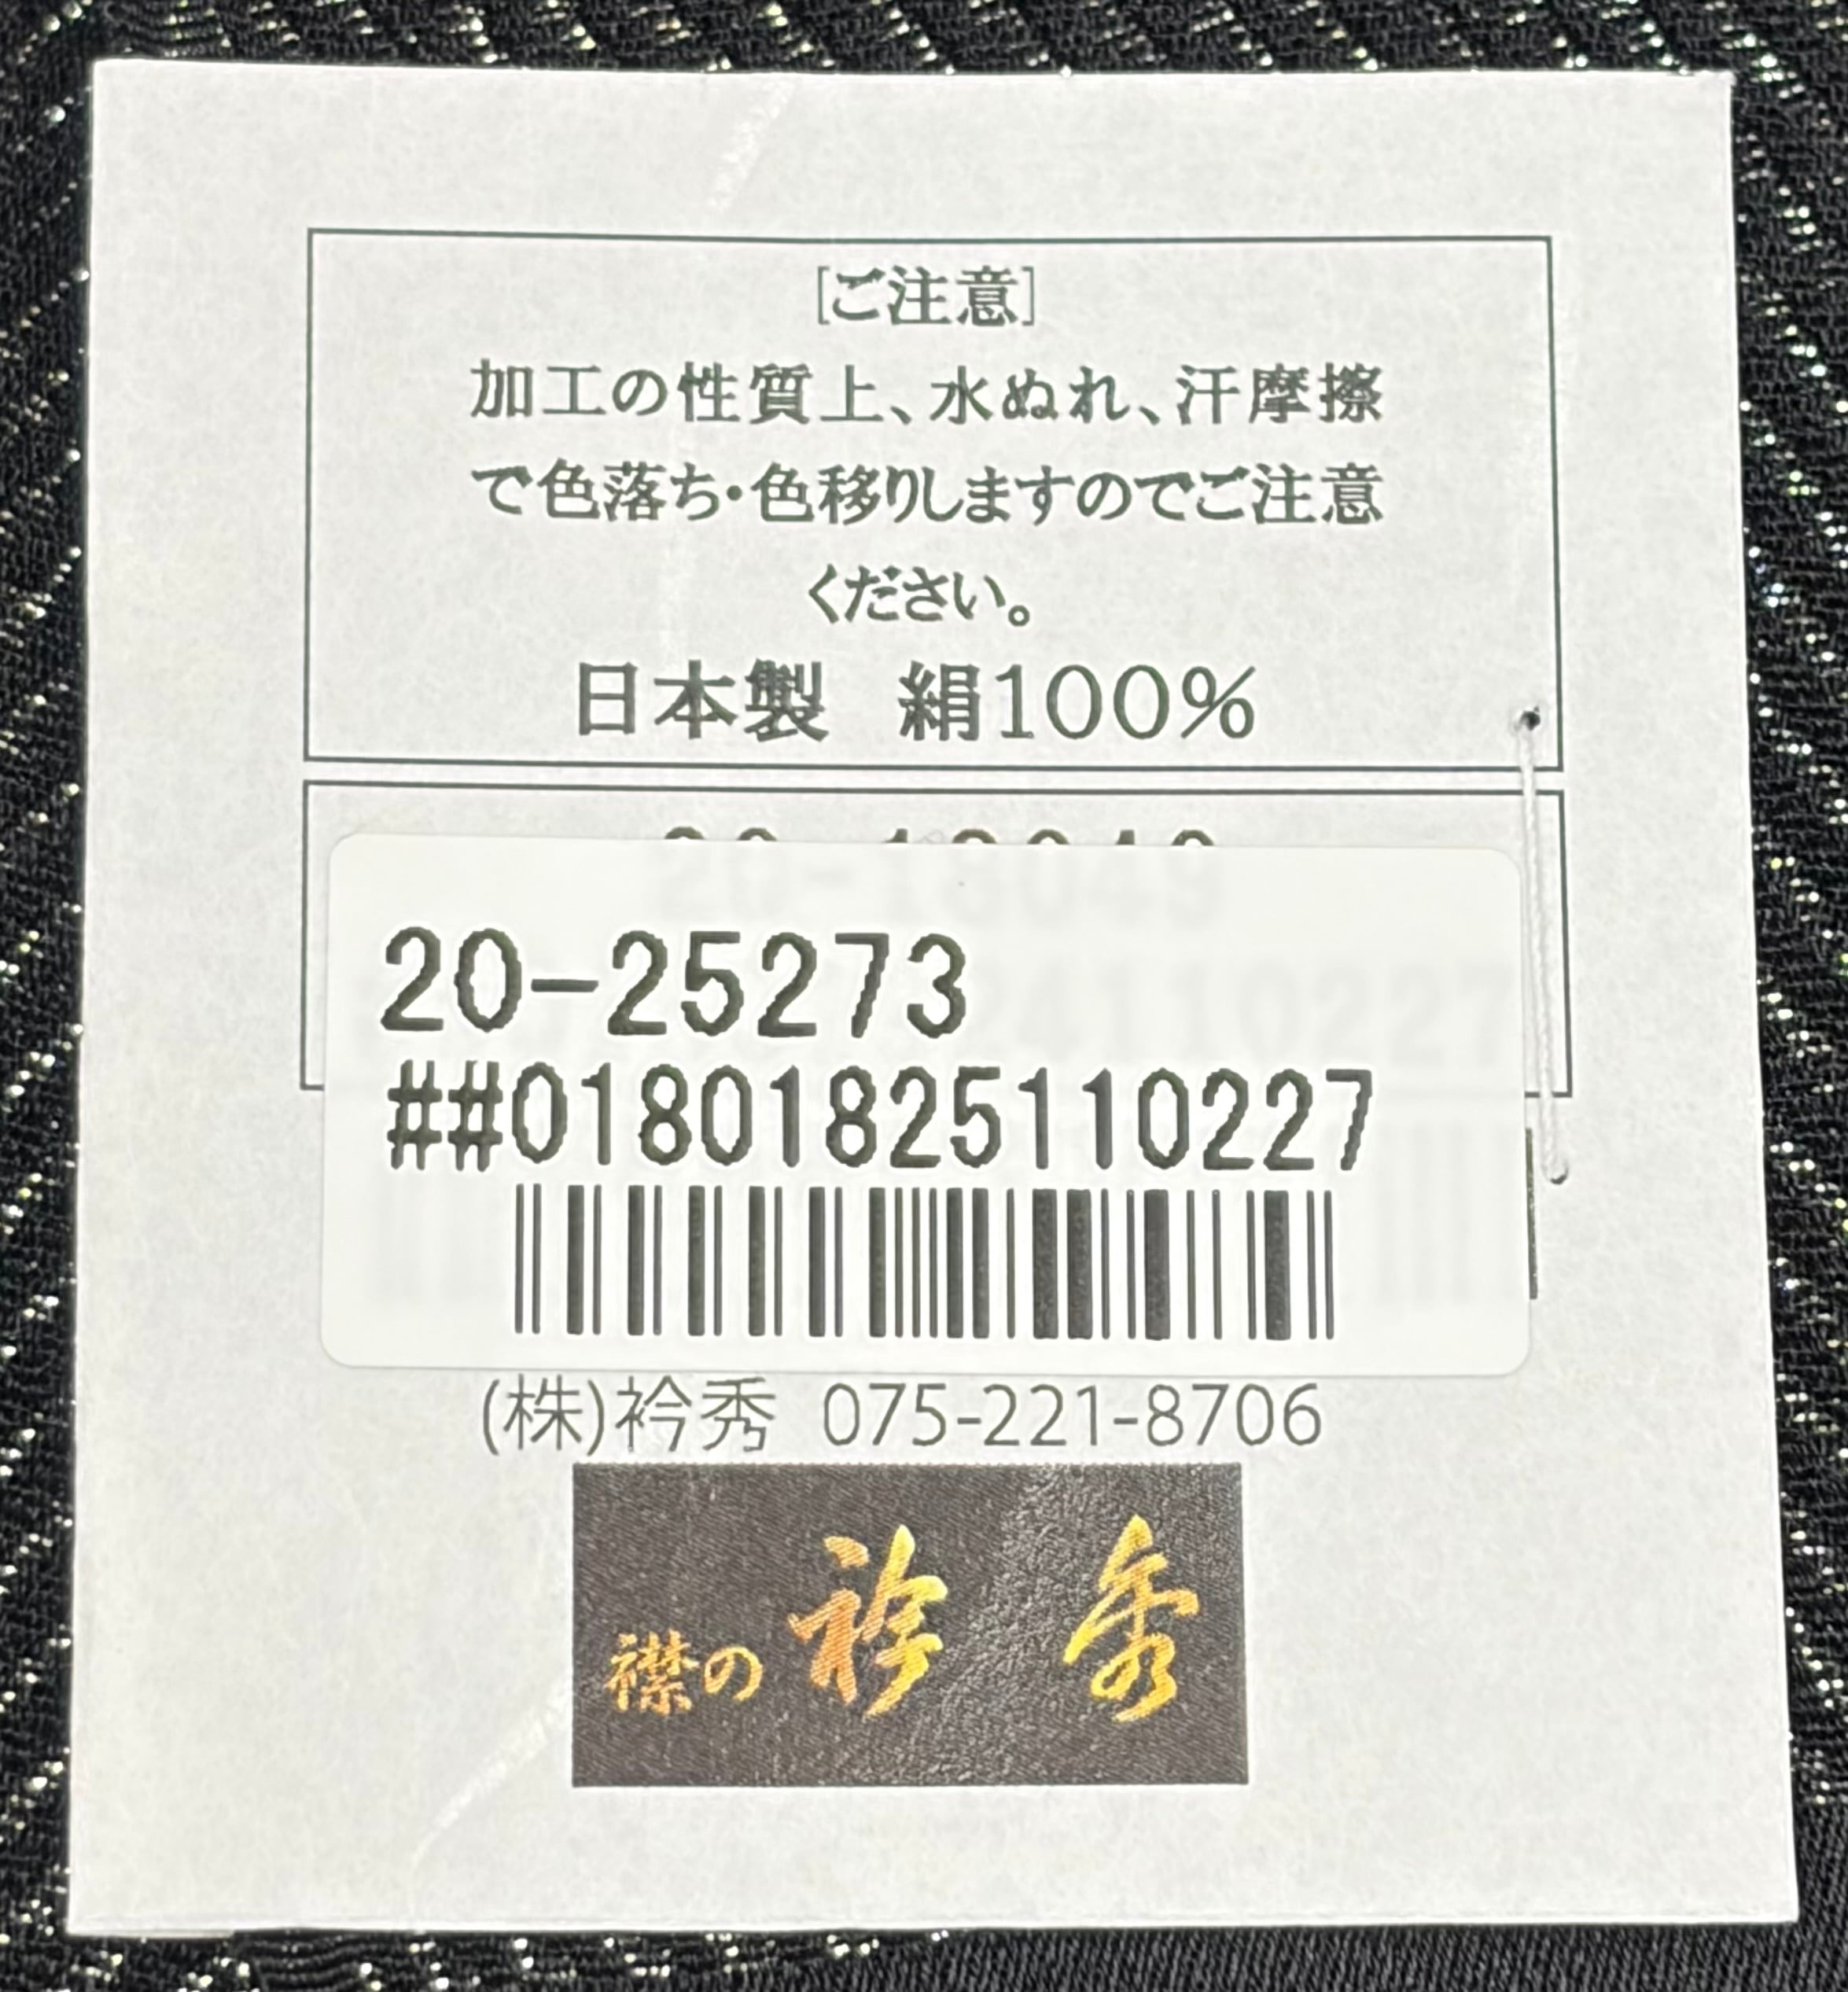 [ご注意]
加工の性質上、水ぬれ、汗摩擦
で色落ち・色移りしますのでご注意
ください。
日本製 絹100%
20-18049
20-25273
##01801825110227
(株)衿秀 075-221-8706
襟の 衿秀